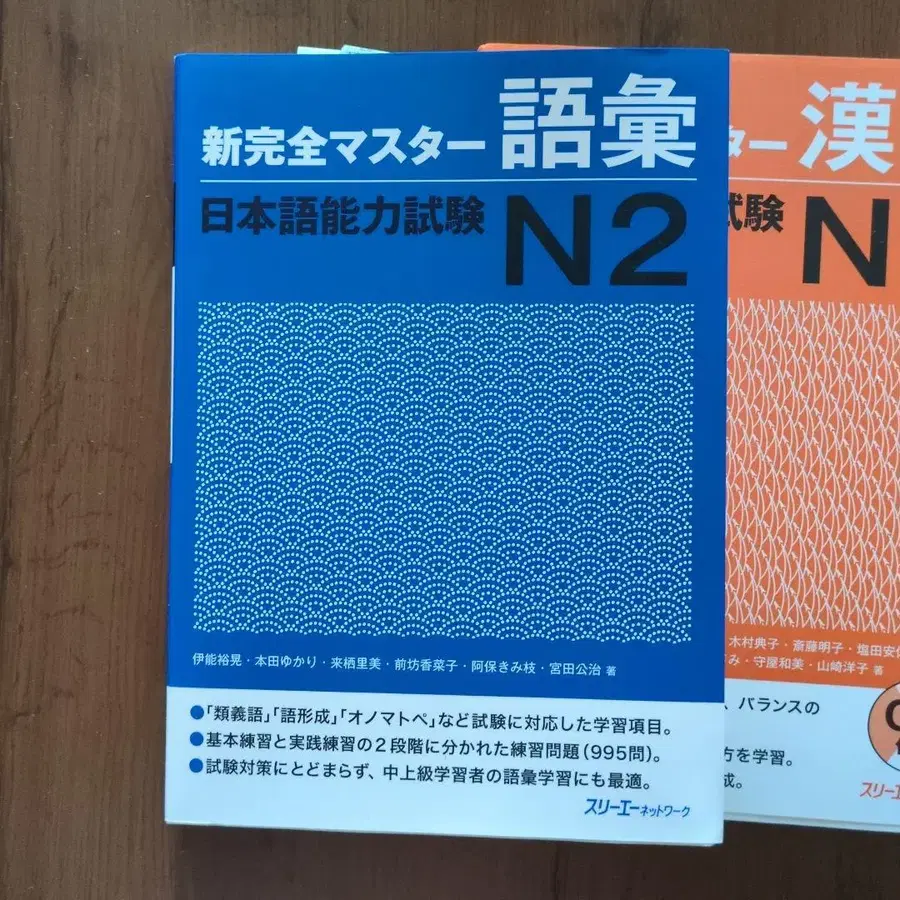 新完全マスター 語彙
日本語能力試験 N2
伊能裕晃・本田ゆかり・来栖里美・前坊香菜子・阿保きみ枝・宮田公治 著
●「類義語」「語形成」「オノマトペ」など試験に対応した学習項目。
●基本練習と実践練習の2段階に分かれた練習問題(995問)。
●試験対策にとどまらず、中上級学習者の語彙学習にも最適。
スリーエーネットワーク
ター 漢
試験 N
木村典子・斎藤明子・塩田安
み・守屋和美・山崎洋子 著
、バランスの
方を学習。
成。
スリーエ